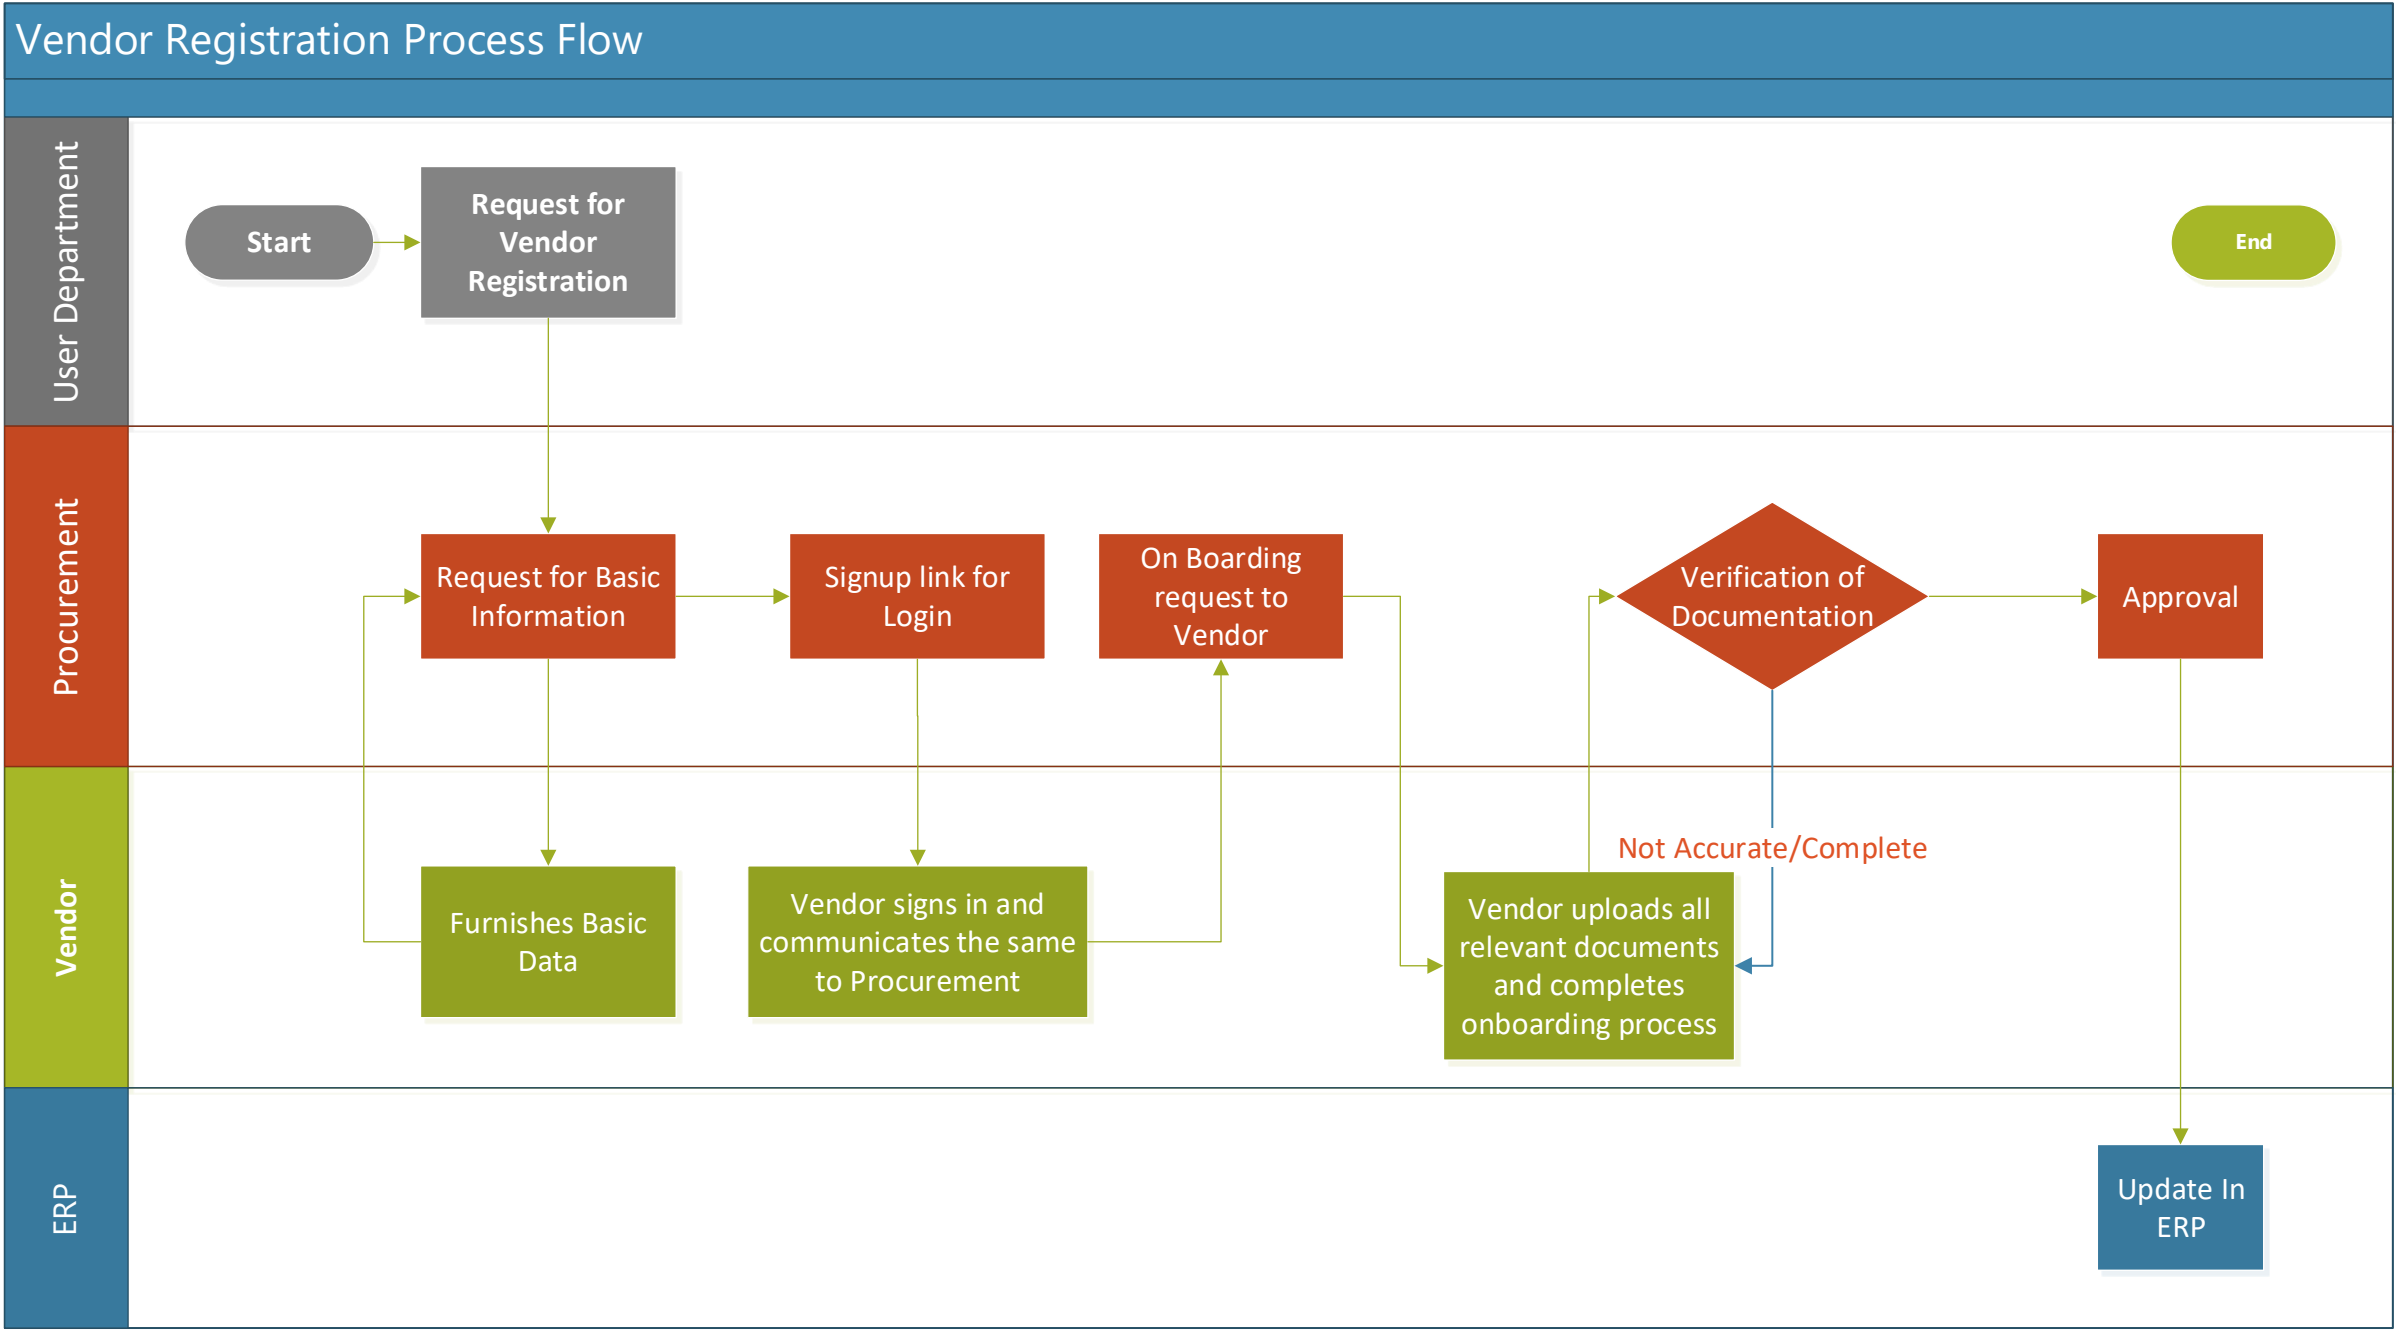 Vendor Registration Process Flow
User Department
Start
Request for
Vendor
Registration
End
Procurement
Request for Basic
Information
Signup link for
Login
On Boarding
request to
Vendor
Verification of
Documentation
Approval
Vendor
Furnishes Basic
Data
Vendor signs in and
communicates the same
to Procurement
Not Accurate/Complete
Vendor uploads all
relevant documents
and completes
onboarding process
ERP
Update In
ERP